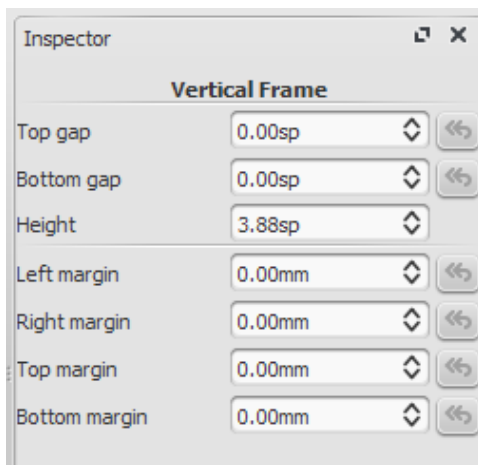 Inspector
Vertical Frame
Top gap 0.00sp
Bottom gap 0.00sp
Height 3.88sp
Left margin 0.00mm
Right margin 0.00mm
Top margin 0.00mm
Bottom margin 0.00mm